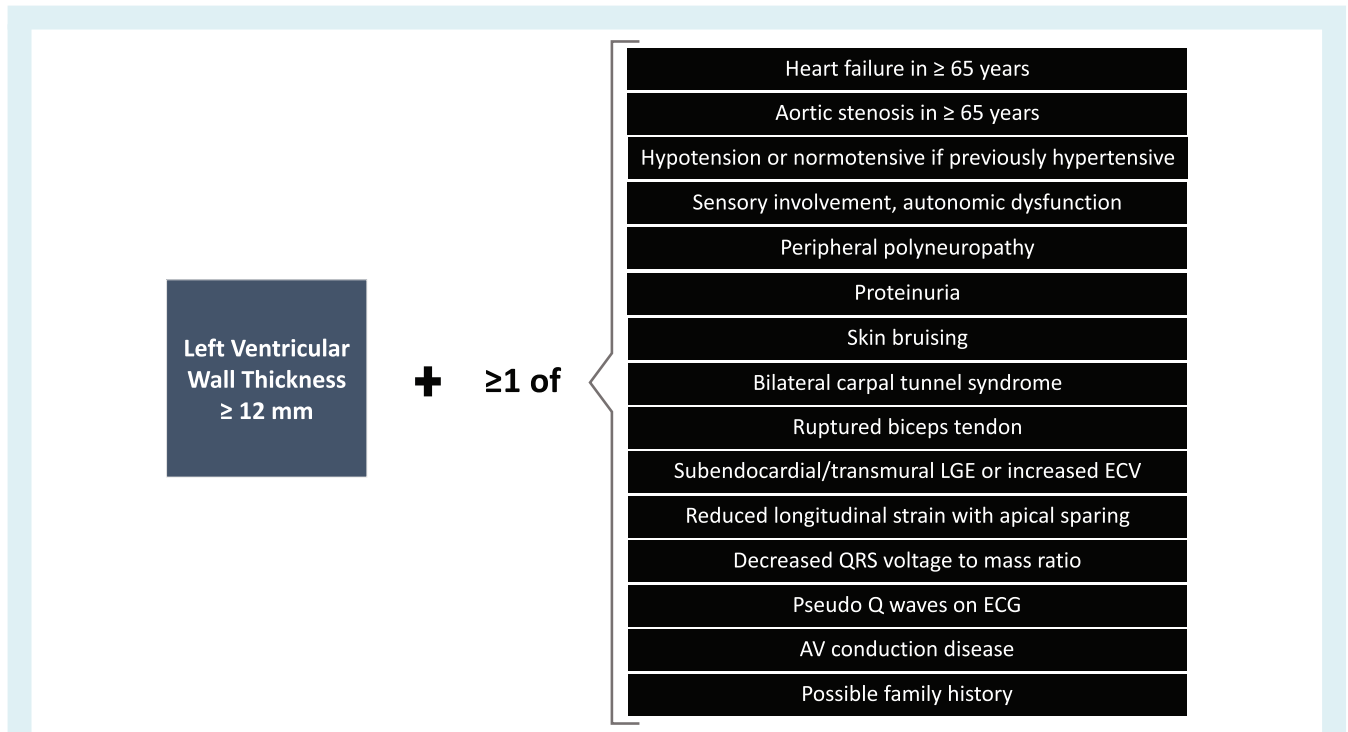 Left Ventricular
Wall Thickness
≥ 12 mm
+
≥1 of
Heart failure in ≥ 65 years
Aortic stenosis in ≥ 65 years
Hypotension or normotensive if previously hypertensive
Sensory involvement, autonomic dysfunction
Peripheral polyneuropathy
Proteinuria
Skin bruising
Bilateral carpal tunnel syndrome
Ruptured biceps tendon
Subendocardial/transmural LGE or increased ECV
Reduced longitudinal strain with apical sparing
Decreased QRS voltage to mass ratio
Pseudo Q waves on ECG
AV conduction disease
Possible family history